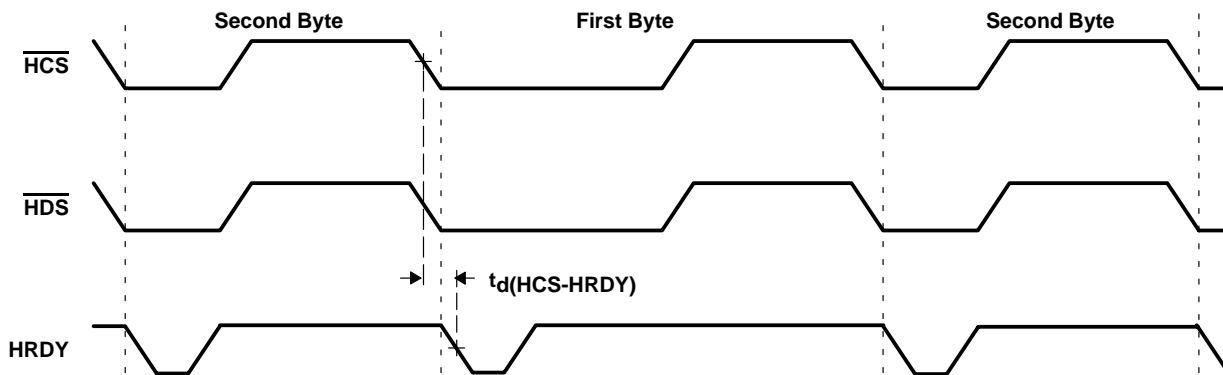 Second Byte First Byte Second Byte
HCS
HDS
td(HCS-HRDY)
HRDY